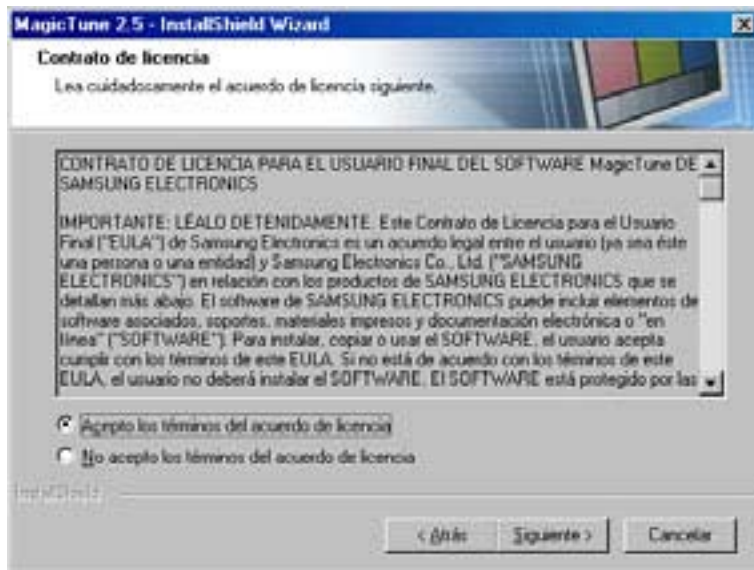 MagicTune 2.5 - InstallShield Wizard
Contrato de licencia
Lea cuidadosamente el acuerdo de licencia siguiente.
CONTRATO DE LICENCIA PARA EL USUARIO FINAL DEL SOFTWARE MagicTune DE
SAMSUNG ELECTRONICS
IMPORTANTE: LÉALO DETENIDAMENTE. Este Contrato de Licencia para el Usuario
Final ("EULA") de Samsung Electronics es un acuerdo legal entre el usuario (ya sea éste
una persona o una entidad) y Samsung Electronics Co., Ltd. ("SAMSUNG
ELECTRONICS") en relación con los productos de SAMSUNG ELECTRONICS que se
detallan más abajo. El software de SAMSUNG ELECTRONICS puede incluir elementos de
software asociados, soportes, materiales impresos y documentación electrónica o "en
línea" ("SOFTWARE"). Para instalar, copiar o usar el SOFTWARE, el usuario acepta
cumplir con los términos de este EULA. Si no está de acuerdo con los términos de este
EULA, el usuario no deberá instalar el SOFTWARE. El SOFTWARE está protegido por las
Acepto los términos del acuerdo de licencia
No acepto los términos del acuerdo de licencia
InstallShield
< Atrás
Siguiente >
Cancelar